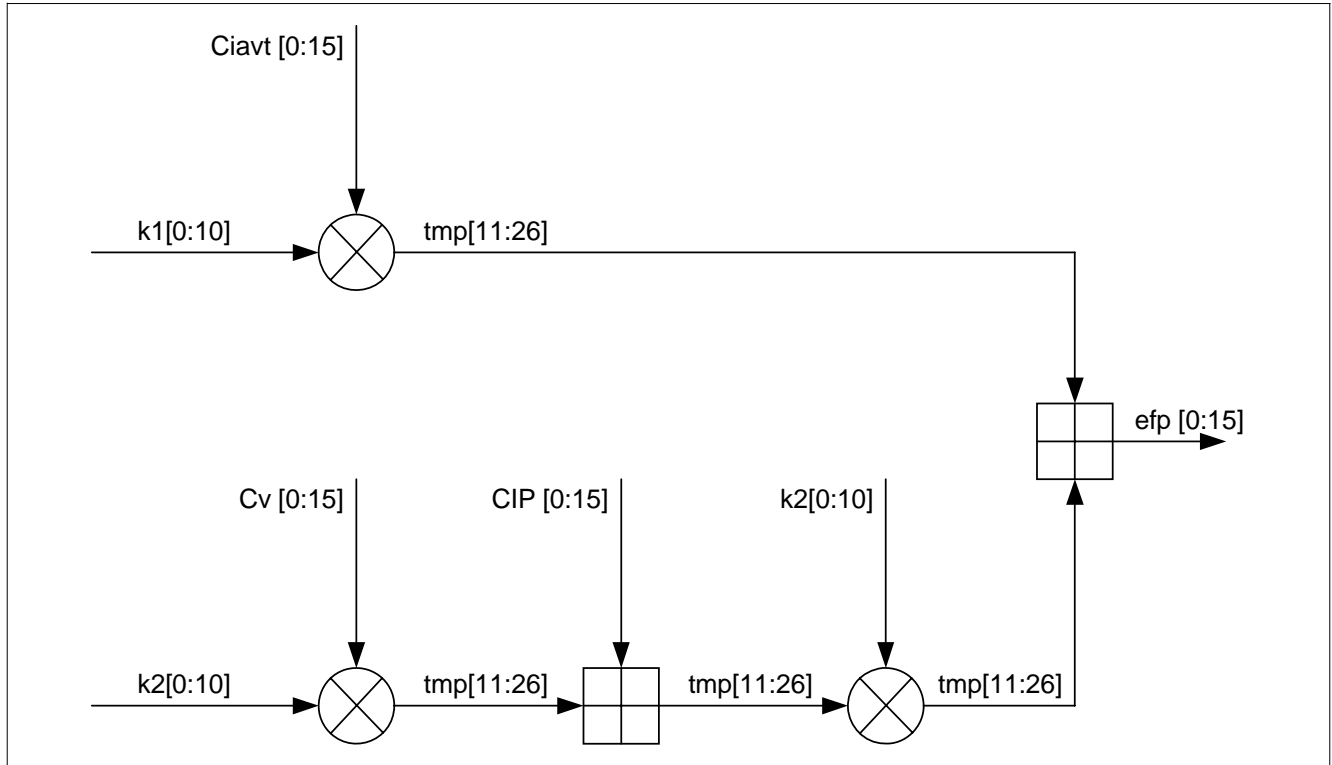 Ciavt [0:15]
k1[0:10]
tmp[11:26]
efp [0:15]
Cv [0:15]
CIP [0:15]
k2[0:10]
k2[0:10]
tmp[11:26]
tmp[11:26]
tmp[11:26]